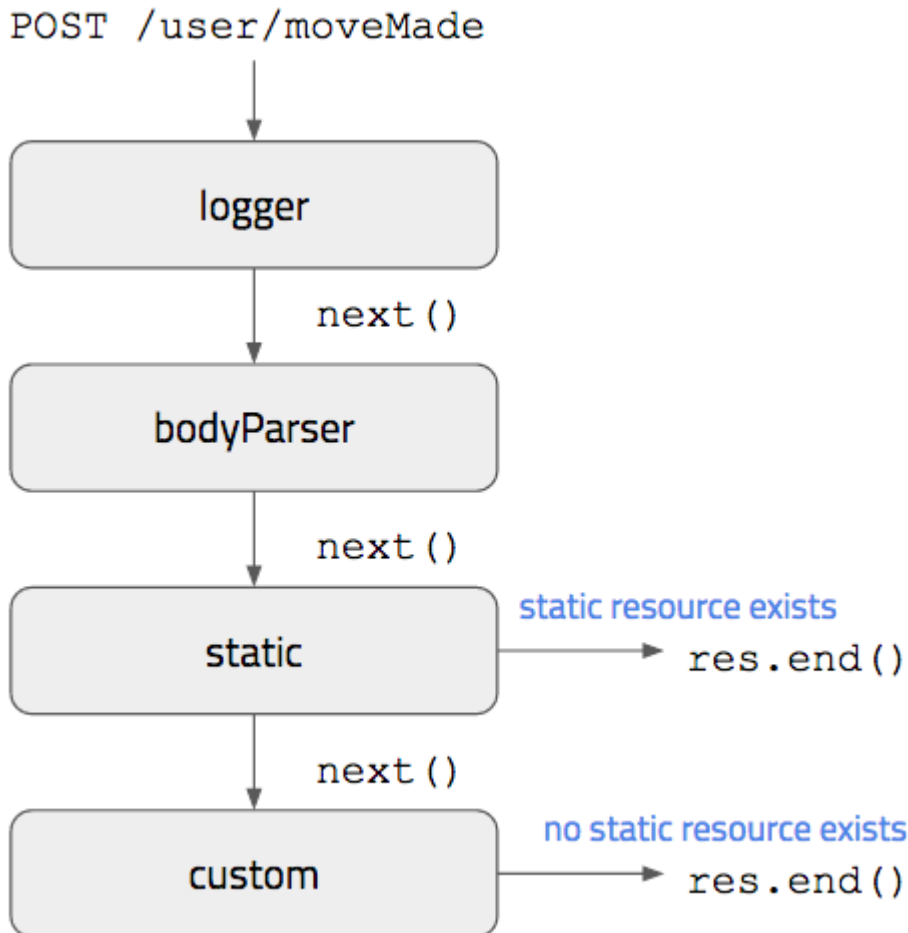 POST /user/moveMade
logger
next()
bodyParser
next()
static resource exists
static
res.end()
next()
no static resource exists
custom
res.end()